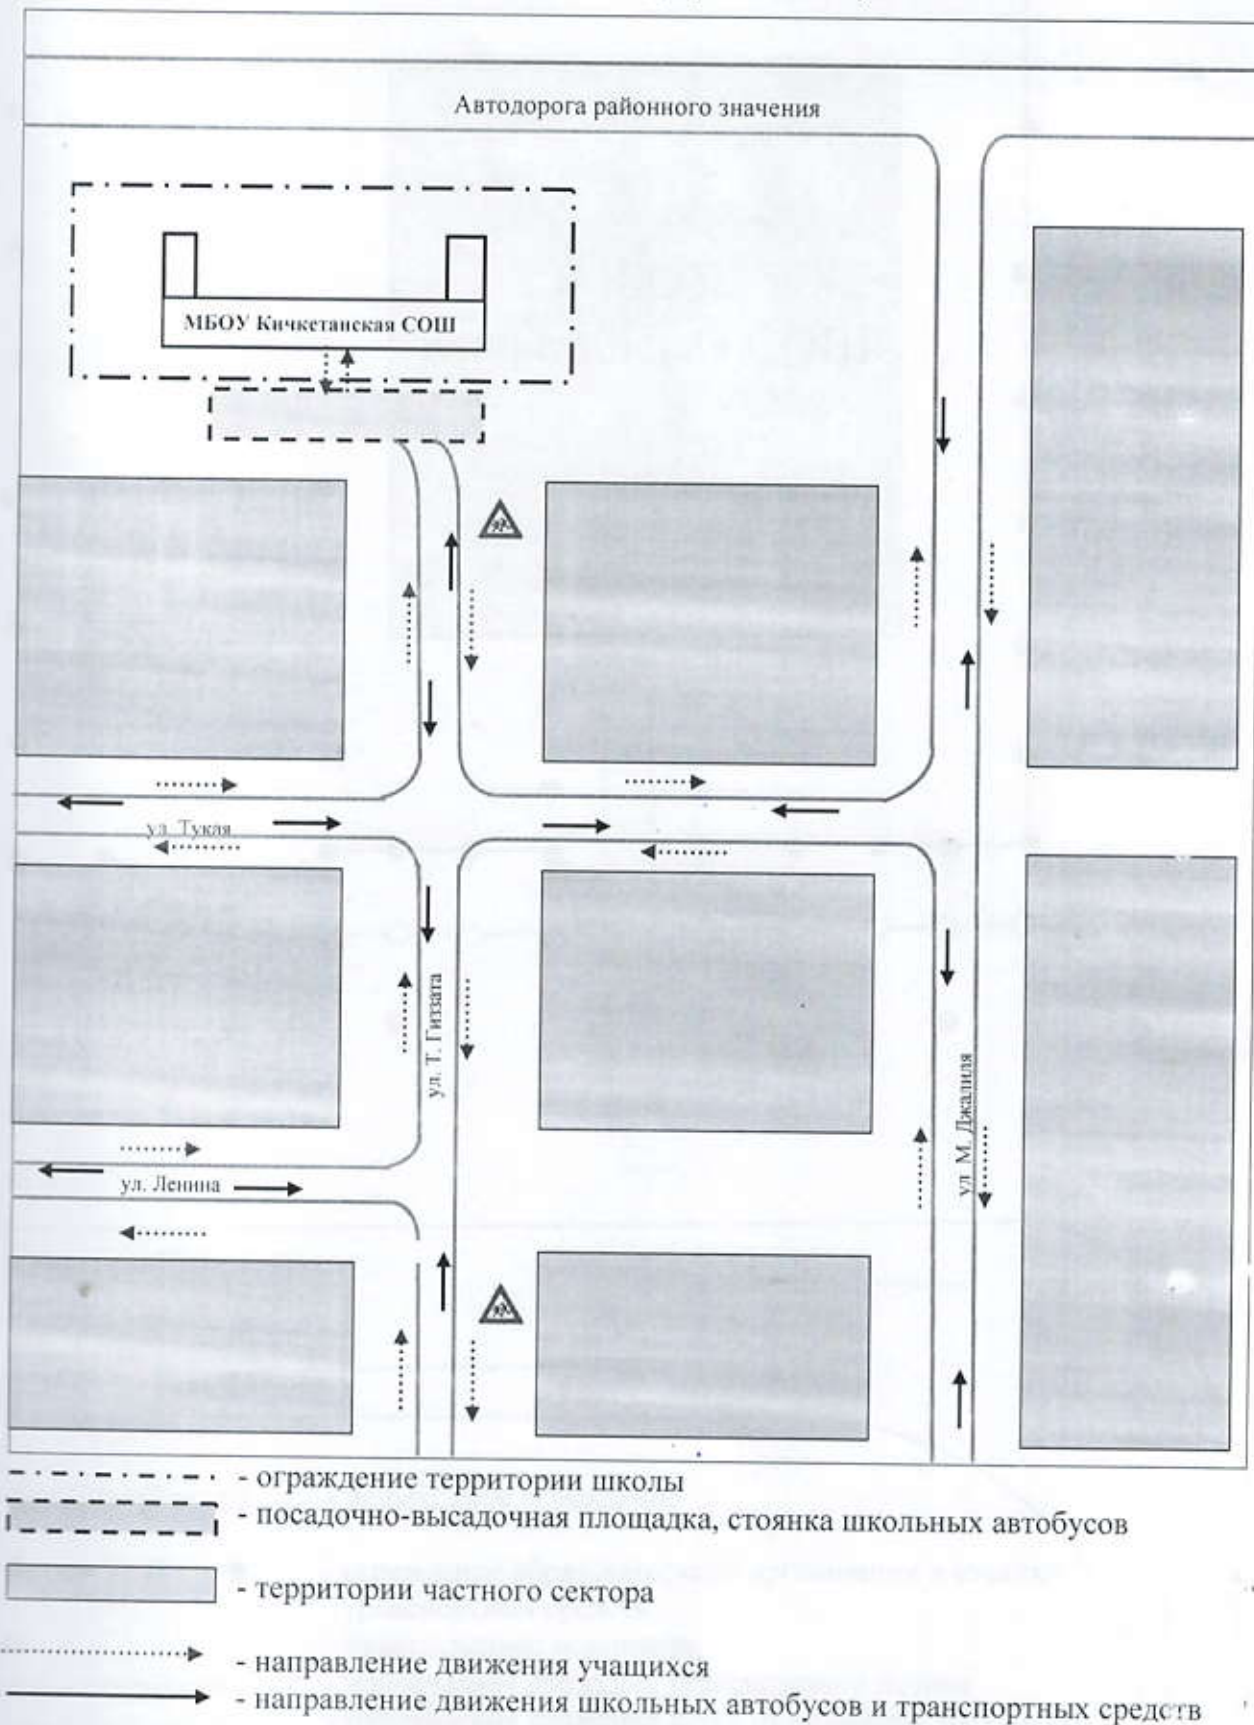 Автодорога районного значения
МБОУ Кичкетанская СОШ
ул. Тукая
ул. Т. Гиззата
ул М. Джалиля
ул. Ленина
- ограждение территории школы
- посадочно-высадочная площадка, стоянка школьных автобусов
- территории частного сектора
- направление движения учащихся
- направление движения школьных автобусов и транспортных средств